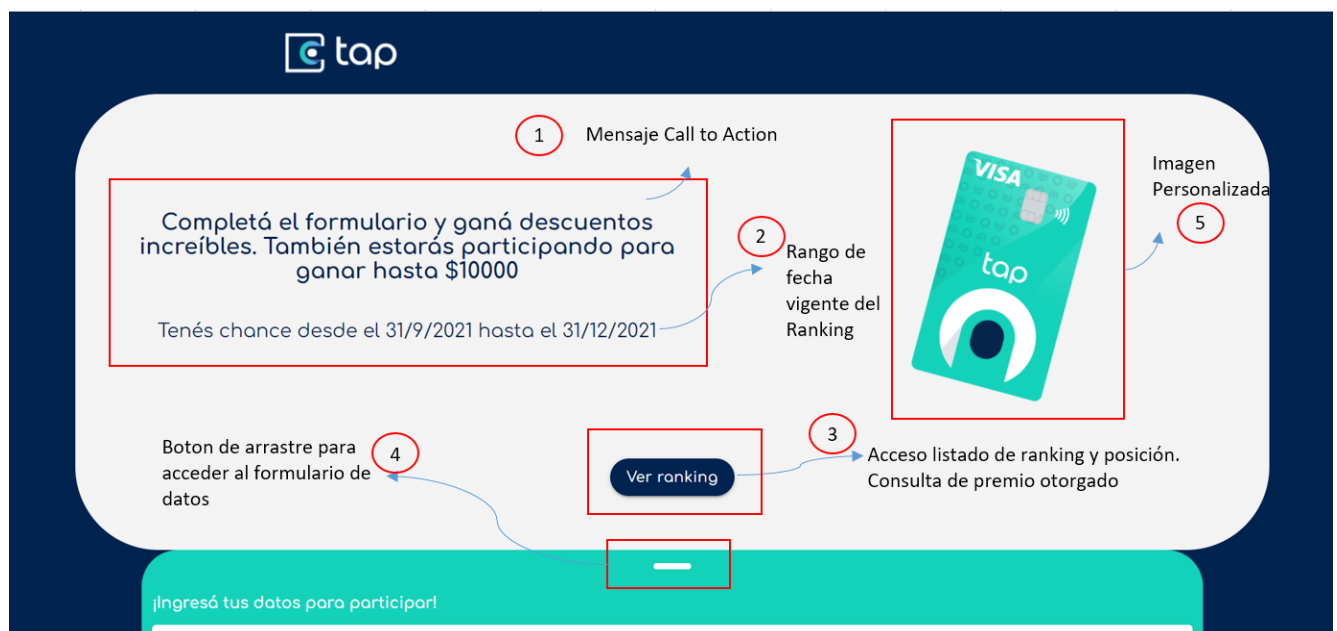 tap
1
Mensaje Call to Action
Completá el formulario y ganá descuentos
increíbles. También estarás participando para
ganar hasta $10000
Tenés chance desde el 31/9/2021 hasta el 31/12/2021
2
Rango de
fecha
vigente del
Ranking
VISA
tap
Imagen
Personalizada
5
Boton de arrastre para
acceder al formulario de
datos
4
Ver ranking
3
Acceso listado de ranking y posición.
Consulta de premio otorgado
¡Ingresá tus datos para participar!